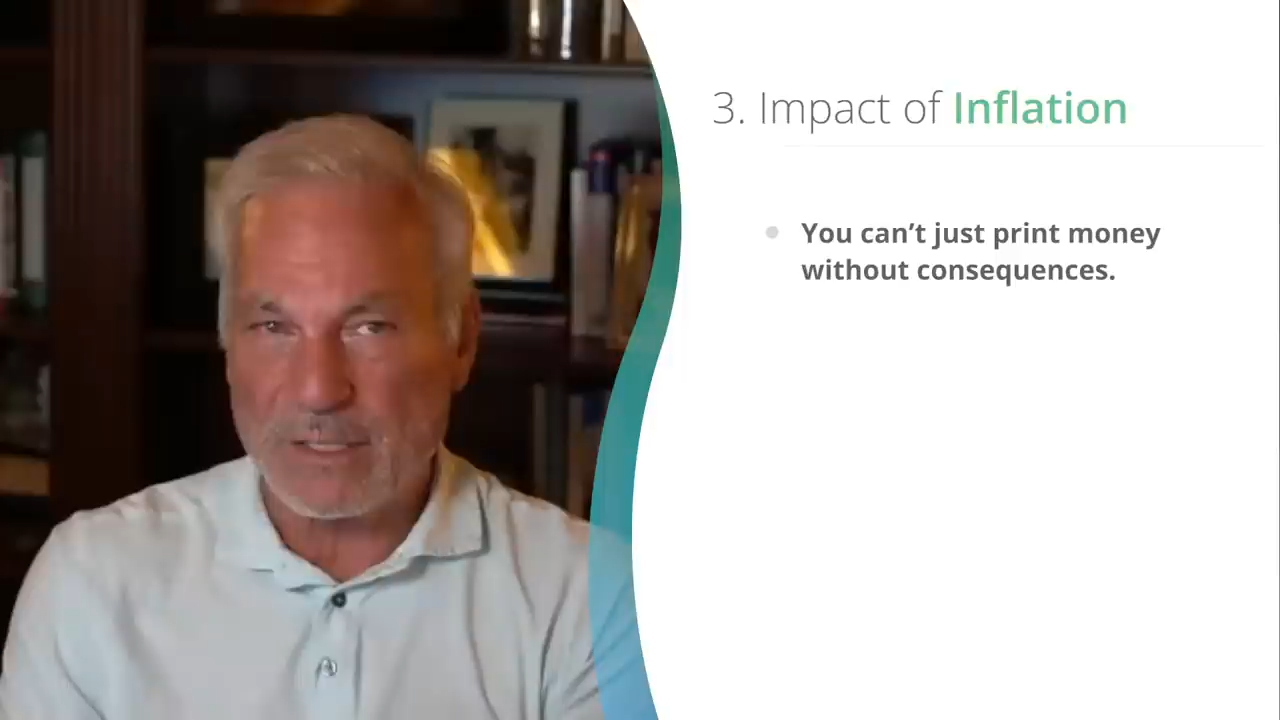 3. Impact of Inflation
You can’t just print money
without consequences.